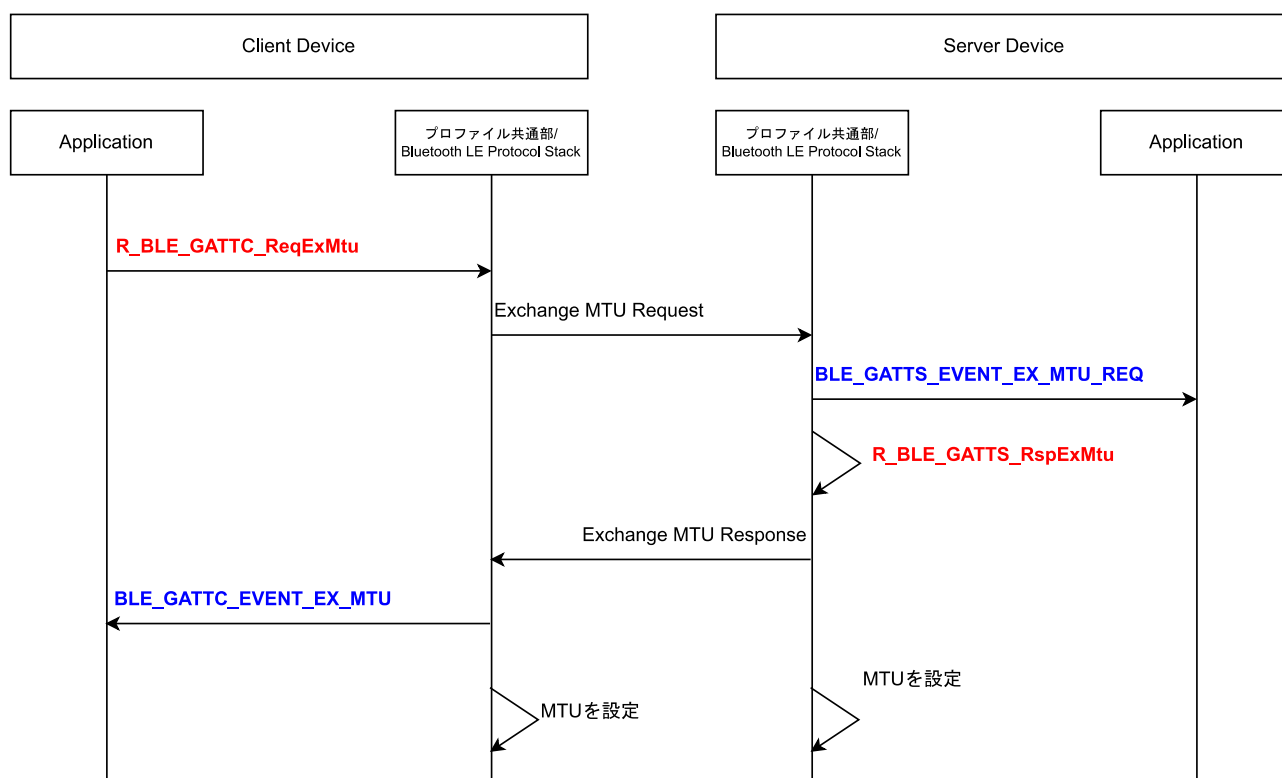 Client Device
Server Device
Application
プロファイル共通部/
Bluetooth LE Protocol Stack
プロファイル共通部/
Bluetooth LE Protocol Stack
Application
R_BLE_GATTC_ReqExMtu
Exchange MTU Request
BLE_GATTS_EVENT_EX_MTU_REQ
R_BLE_GATTS_RspExMtu
Exchange MTU Response
BLE_GATTC_EVENT_EX_MTU
MTUを設定
MTUを設定